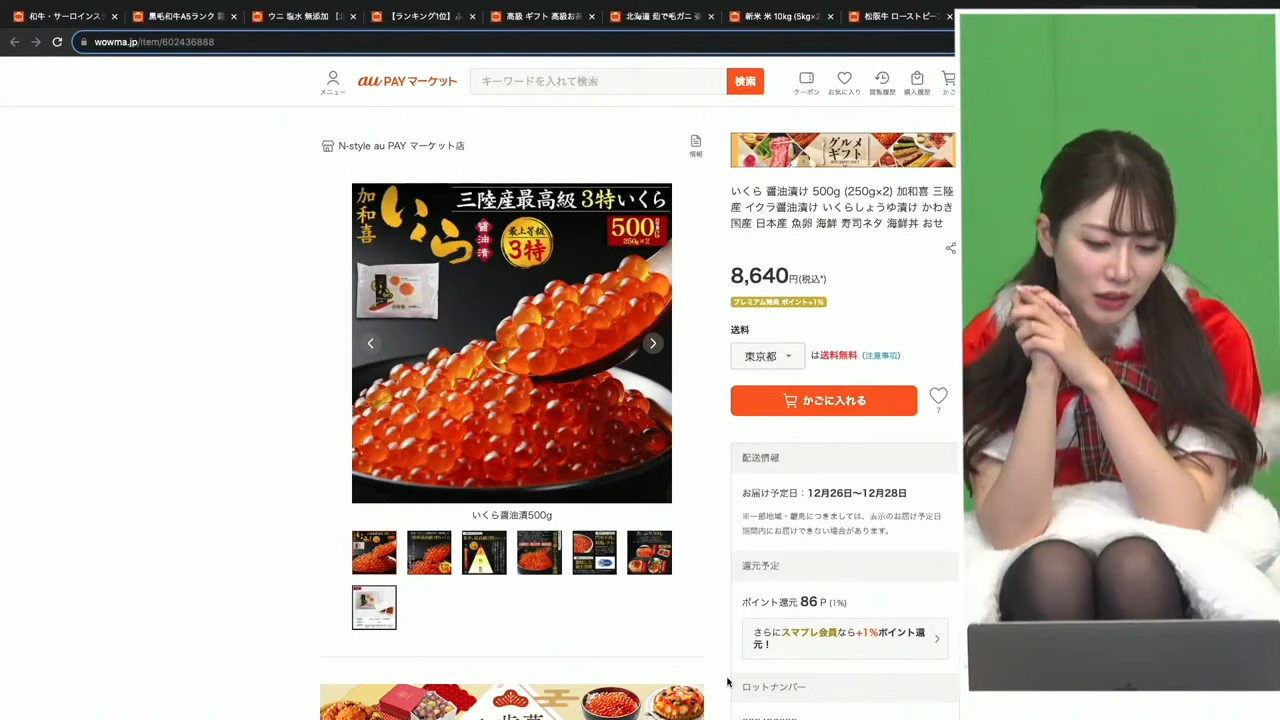 和牛・サーロインス
黒毛和牛A5ランク
ウニ 塩水 無添加
【ランキング1位】
高級 ギフト 高級お
北海道 茹で毛ガニ
新米 米 10kg (5kg×2
松阪牛 ローストビー
wowma.jp/item/602436888
メニュー
au PAY マーケット
キーワードを入れて検索
検索
クーポン
お気に入り
閲覧履歴
購入履歴
かご
N-style au PAY マーケット店
情報
グルメ
ギフト
加和喜
いくら
醤油漬
三陸産最高級 3特いくら
最上等級
3特
500g
250g×2
いくら 醤油漬け 500g (250g×2) 加和喜 三陸
産 イクラ醤油漬け いくらしょうゆ漬け かわき
国産 日本産 魚卵 海鮮 寿司ネタ 海鮮丼 おせ
8,640円(税込*)
プレミアム特典 ポイント+1%
送料
東京都
は送料無料 (注意事項)
かごに入れる
7
いくら醤油漬500g
配送情報
お届け予定日：12月26日〜12月28日
※一部地域・離島につきましては、表示のお届け予定日
期間内にお届けできない場合があります。
還元予定
ポイント還元 86 P (1%)
さらにスマプレ会員なら+1%ポイント還
元！
ロットナンバー